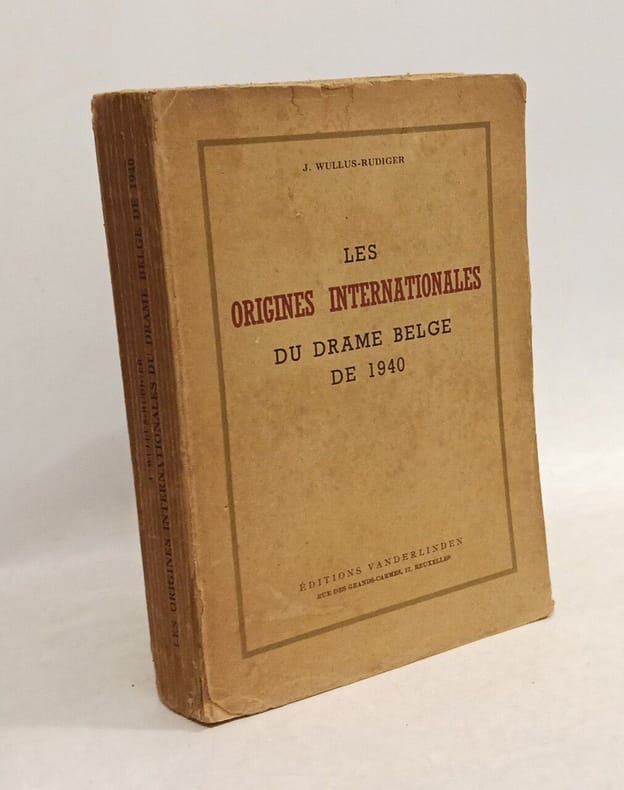 J. WULLUS-RUDIGER
LES
ORIGINES INTERNATIONALES
DU DRAME BELGE
DE 1940
ÉDITIONS VANDERLINDEN
RUE DES GRANDS-CARMES, 17, BRUXELLES
J. WULLUS-RUDIGER
LES ORIGINES INTERNATIONALES DU DRAME BELGE DE 1940